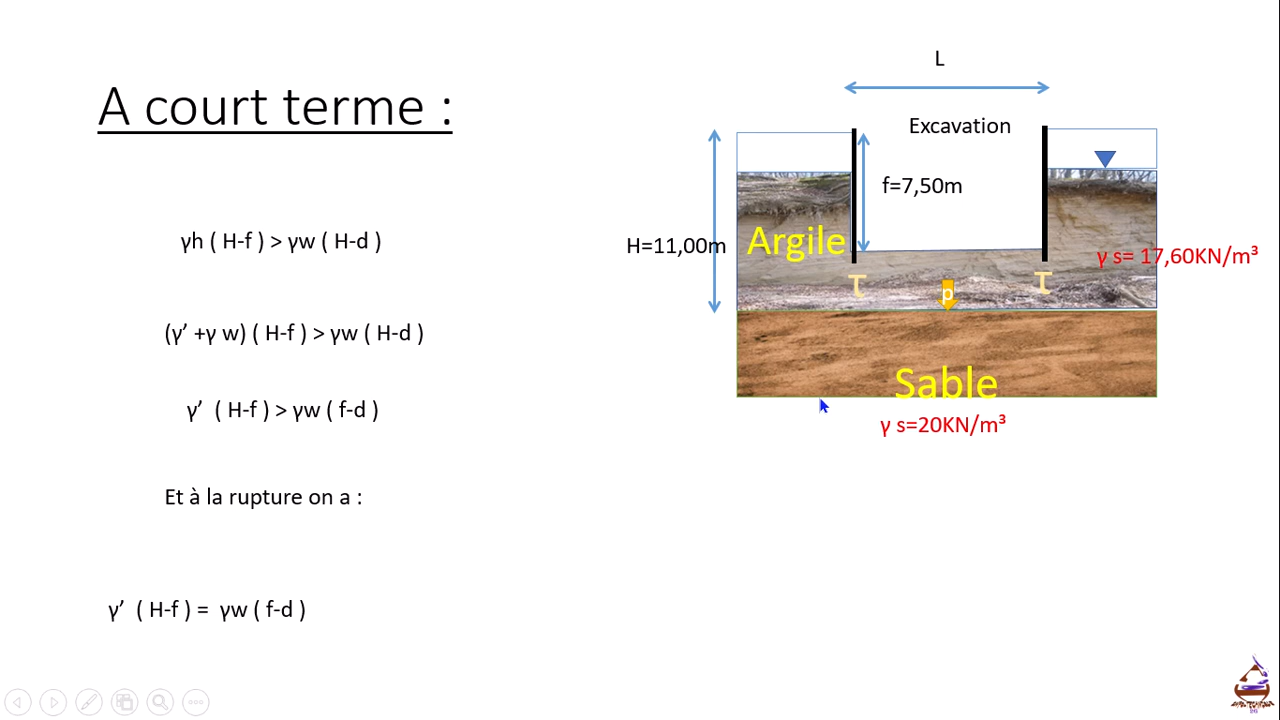 A court terme :
γh ( H-f ) > γw ( H-d )
(γ’ +γ w) ( H-f ) > γw ( H-d )
γ’ ( H-f ) > γw ( f-d )
Et à la rupture on a :
γ’ ( H-f ) = γw ( f-d )
L
Excavation
f=7,50m
H=11,00m
Argile
γ s= 17,60KN/m³
τ
τ
p
Sable
γ s=20KN/m³